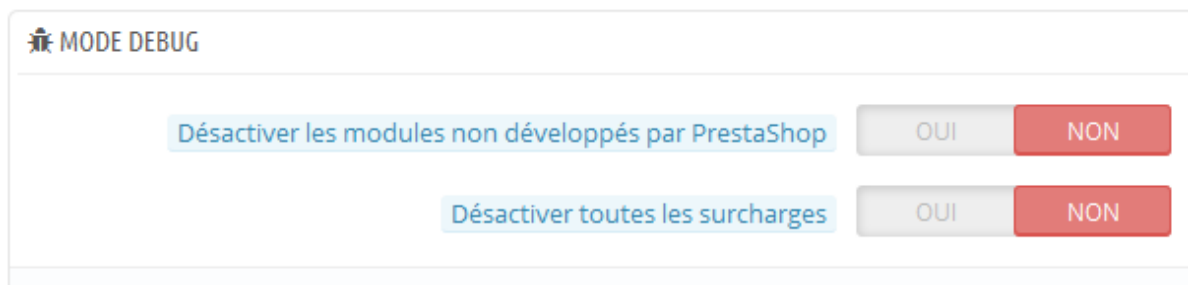 MODE DEBUG
Désactiver les modules non développés par PrestaShop OUI NON
Désactiver toutes les surcharges OUI NON